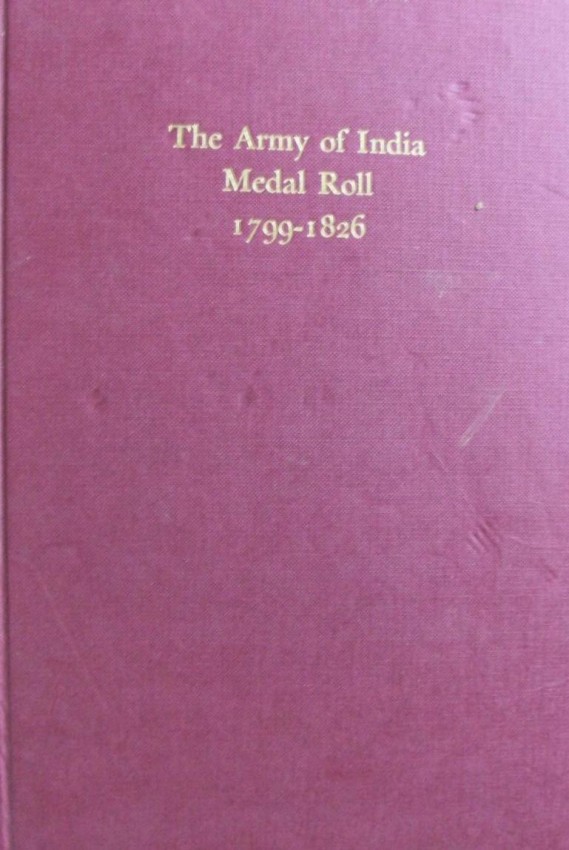 The Army of India
Medal Roll
1799-1826